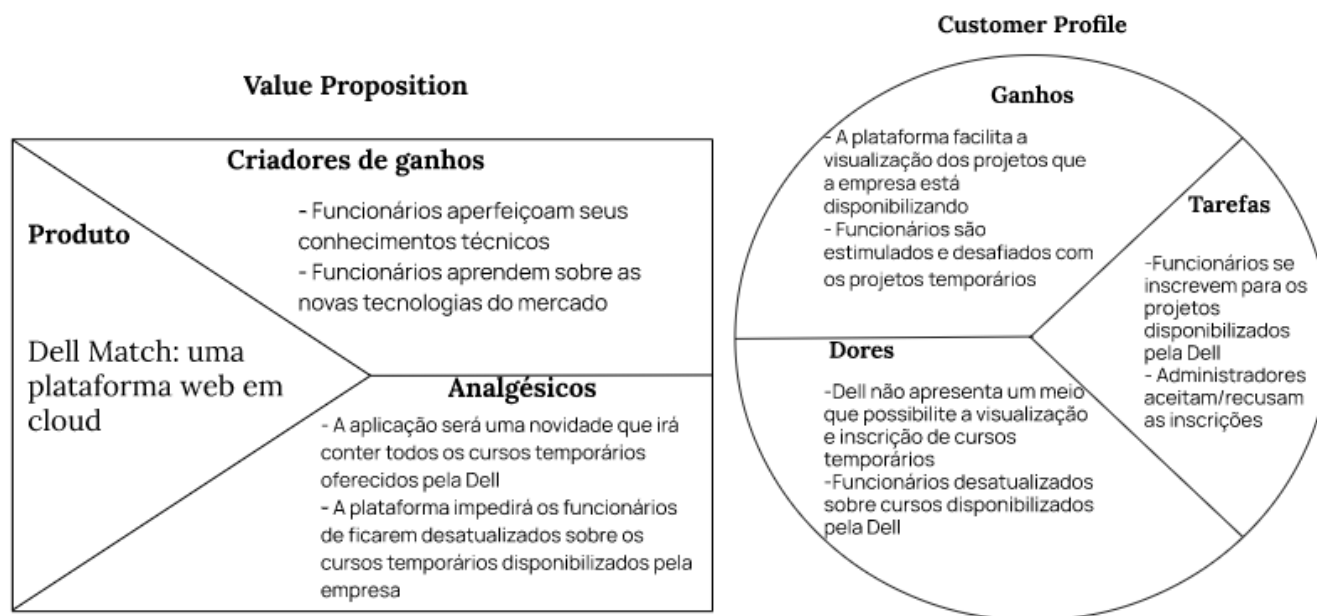 Value Proposition
Criadores de ganhos
- Funcionários aperfeiçoam seus
conhecimentos técnicos
- Funcionários aprendem sobre as
novas tecnologias do mercado
Produto
Dell Match: uma
plataforma web em
cloud
Analgésicos
- A aplicação será uma novidade que irá
conter todos os cursos temporários
oferecidos pela Dell
- A plataforma impedirá os funcionários
de ficarem desatualizados sobre os
cursos temporários disponibilizados pela
empresa
Customer Profile
Ganhos
- A plataforma facilita a
visualização dos projetos que
a empresa está
disponibilizando
- Funcionários são
estimulados e desafiados com
os projetos temporários
Tarefas
-Funcionários se
inscrevem para os
projetos
disponibilizados
pela Dell
- Administradores
aceitam/recusam
as inscrições
Dores
-Dell não apresenta um meio
que possibilite a visualização
e inscrição de cursos
temporários
-Funcionários desatualizados
sobre cursos disponibilizados
pela Dell